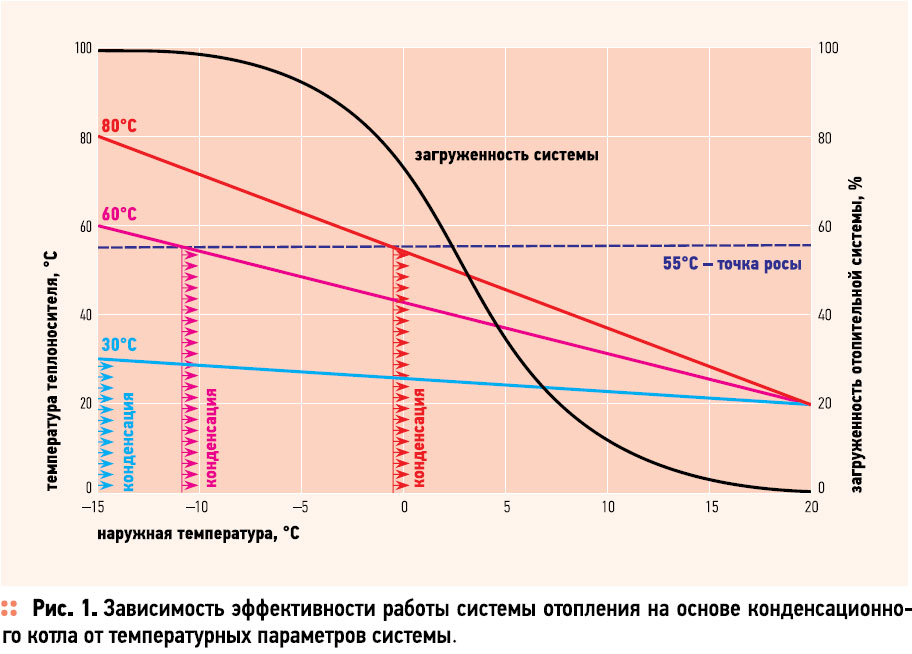 100
80
60
40
20
0
температура теплоносителя, °C
80°C
60°C
30°C
загруженность системы
55°C – точка росы
конденсация
конденсация
конденсация
100
80
60
40
20
0
загруженность отопительной системы, %
–15
–10
–5
0
5
10
15
20
наружная температура, °C
Рис. 1. Зависимость эффективности работы системы отопления на основе конденсационно-
го котла от температурных параметров системы.